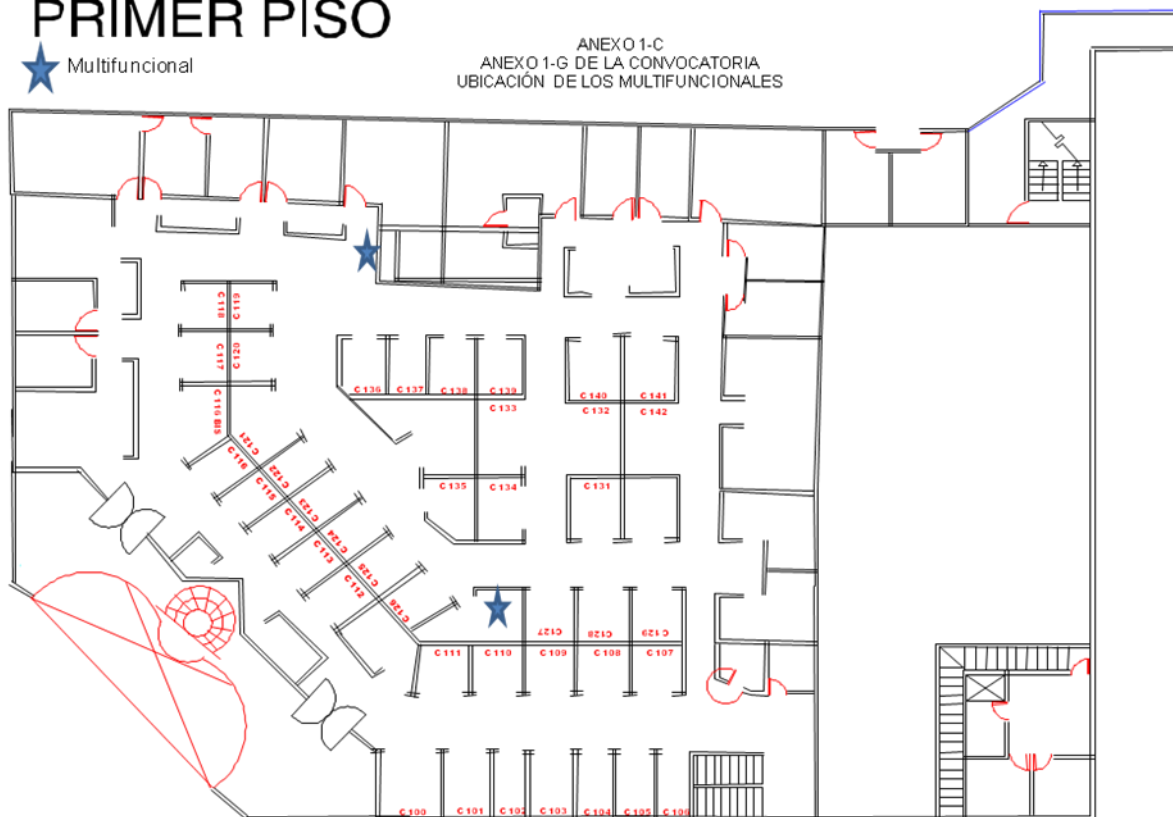 PRIMER PISO
Multifuncional
ANEXO 1-C
ANEXO 1-G DE LA CONVOCATORIA
UBICACIÓN DE LOS MULTIFUNCIONALES
C 118
C 119
C 117
C 120
C 116 BIS
C 136
C 137
C 138
C 139
C 133
C 140
C 141
C 132
C 142
C 121
C 116
C 122
C 115
C 135
C 134
C 131
C 123
C 114
C 124
C 113
C 125
C 112
C 126
C 127
C 128
C 129
C 111
C 110
C 109
C 108
C 107
C 100
C 101
C 102
C 103
C 104
C 105
C 106